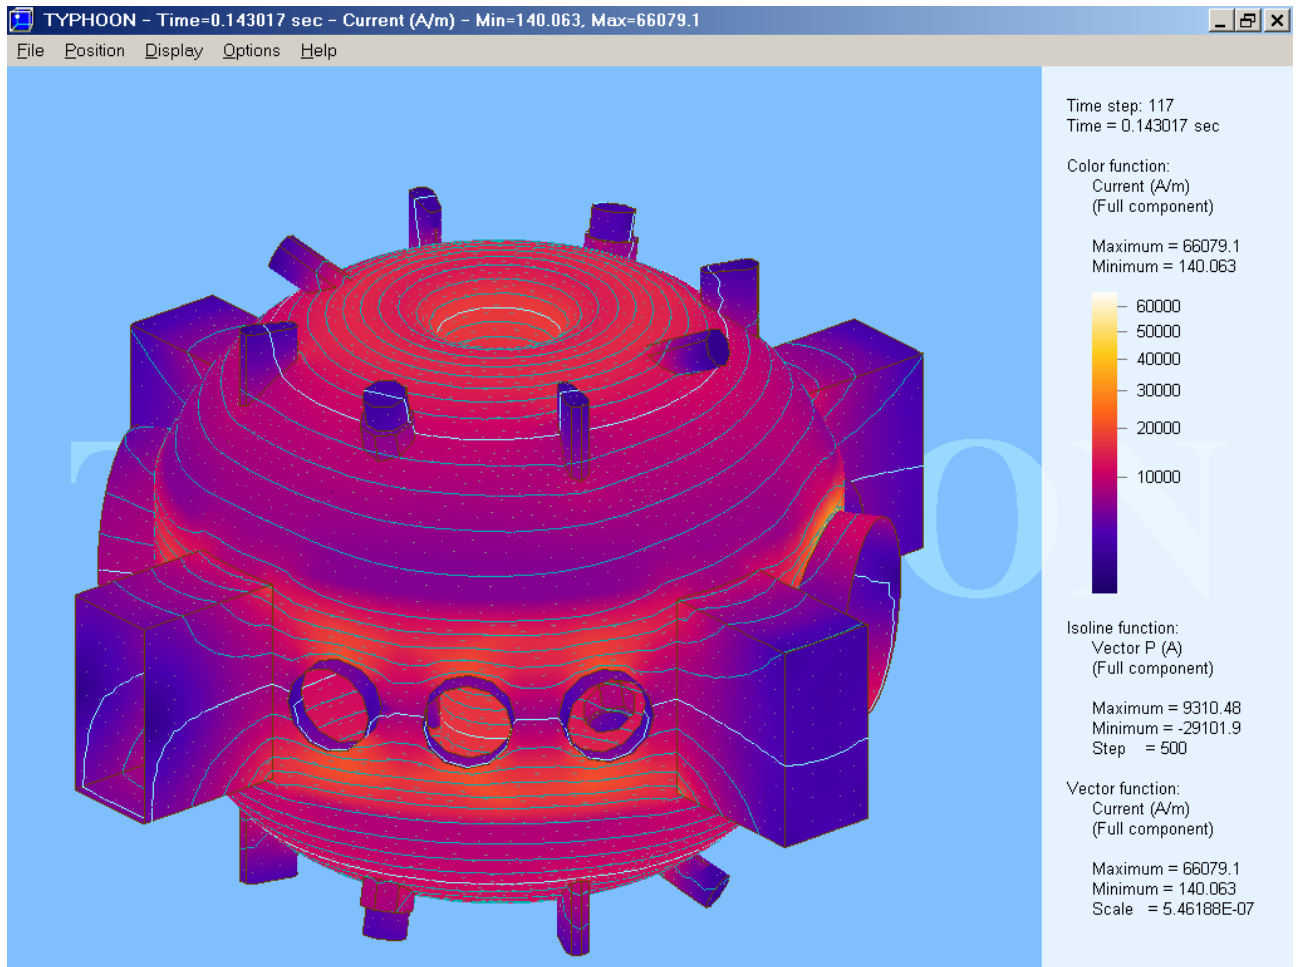 TYPHOON - Time=0.143017 sec - Current (A/m) - Min=140.063, Max=66079.1
File Position Display Options Help
Time step: 117
Time = 0.143017 sec
Color function:
Current (A/m)
(Full component)
Maximum = 66079.1
Minimum = 140.063
60000
50000
40000
30000
20000
10000
Isoline function:
Vector P (A)
(Full component)
Maximum = 9310.48
Minimum = -29101.9
Step = 500
Vector function:
Current (A/m)
(Full component)
Maximum = 66079.1
Minimum = 140.063
Scale = 5.46188E-07